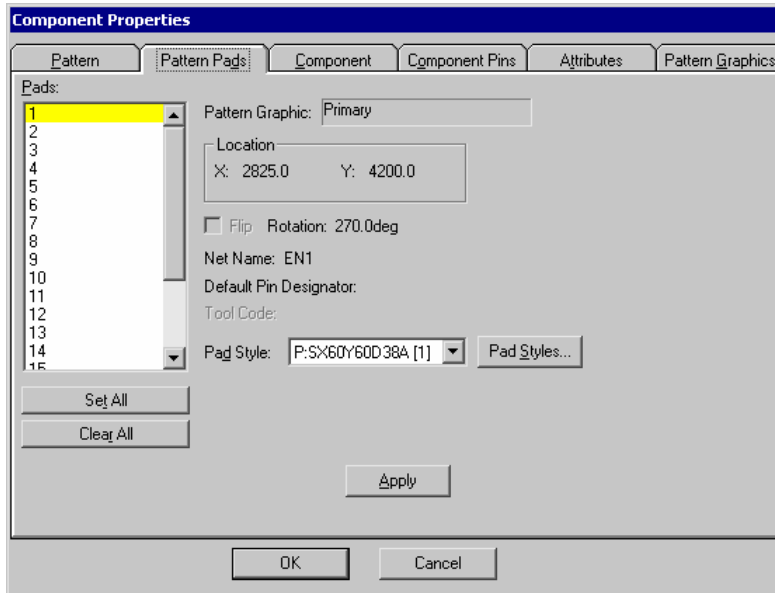 Component Properties
Pattern
Pattern Pads
Component
Component Pins
Attributes
Pattern Graphics
Pads:
1
2
3
4
5
6
7
8
9
10
11
12
13
14
15
Set All
Clear All
Pattern Graphic: Primary
Location
X: 2825.0 Y: 4200.0
Flip Rotation: 270.0deg
Net Name: EN1
Default Pin Designator:
Tool Code:
Pad Style: P:SX60Y60D38A [1] Pad Styles...
Apply
OK Cancel